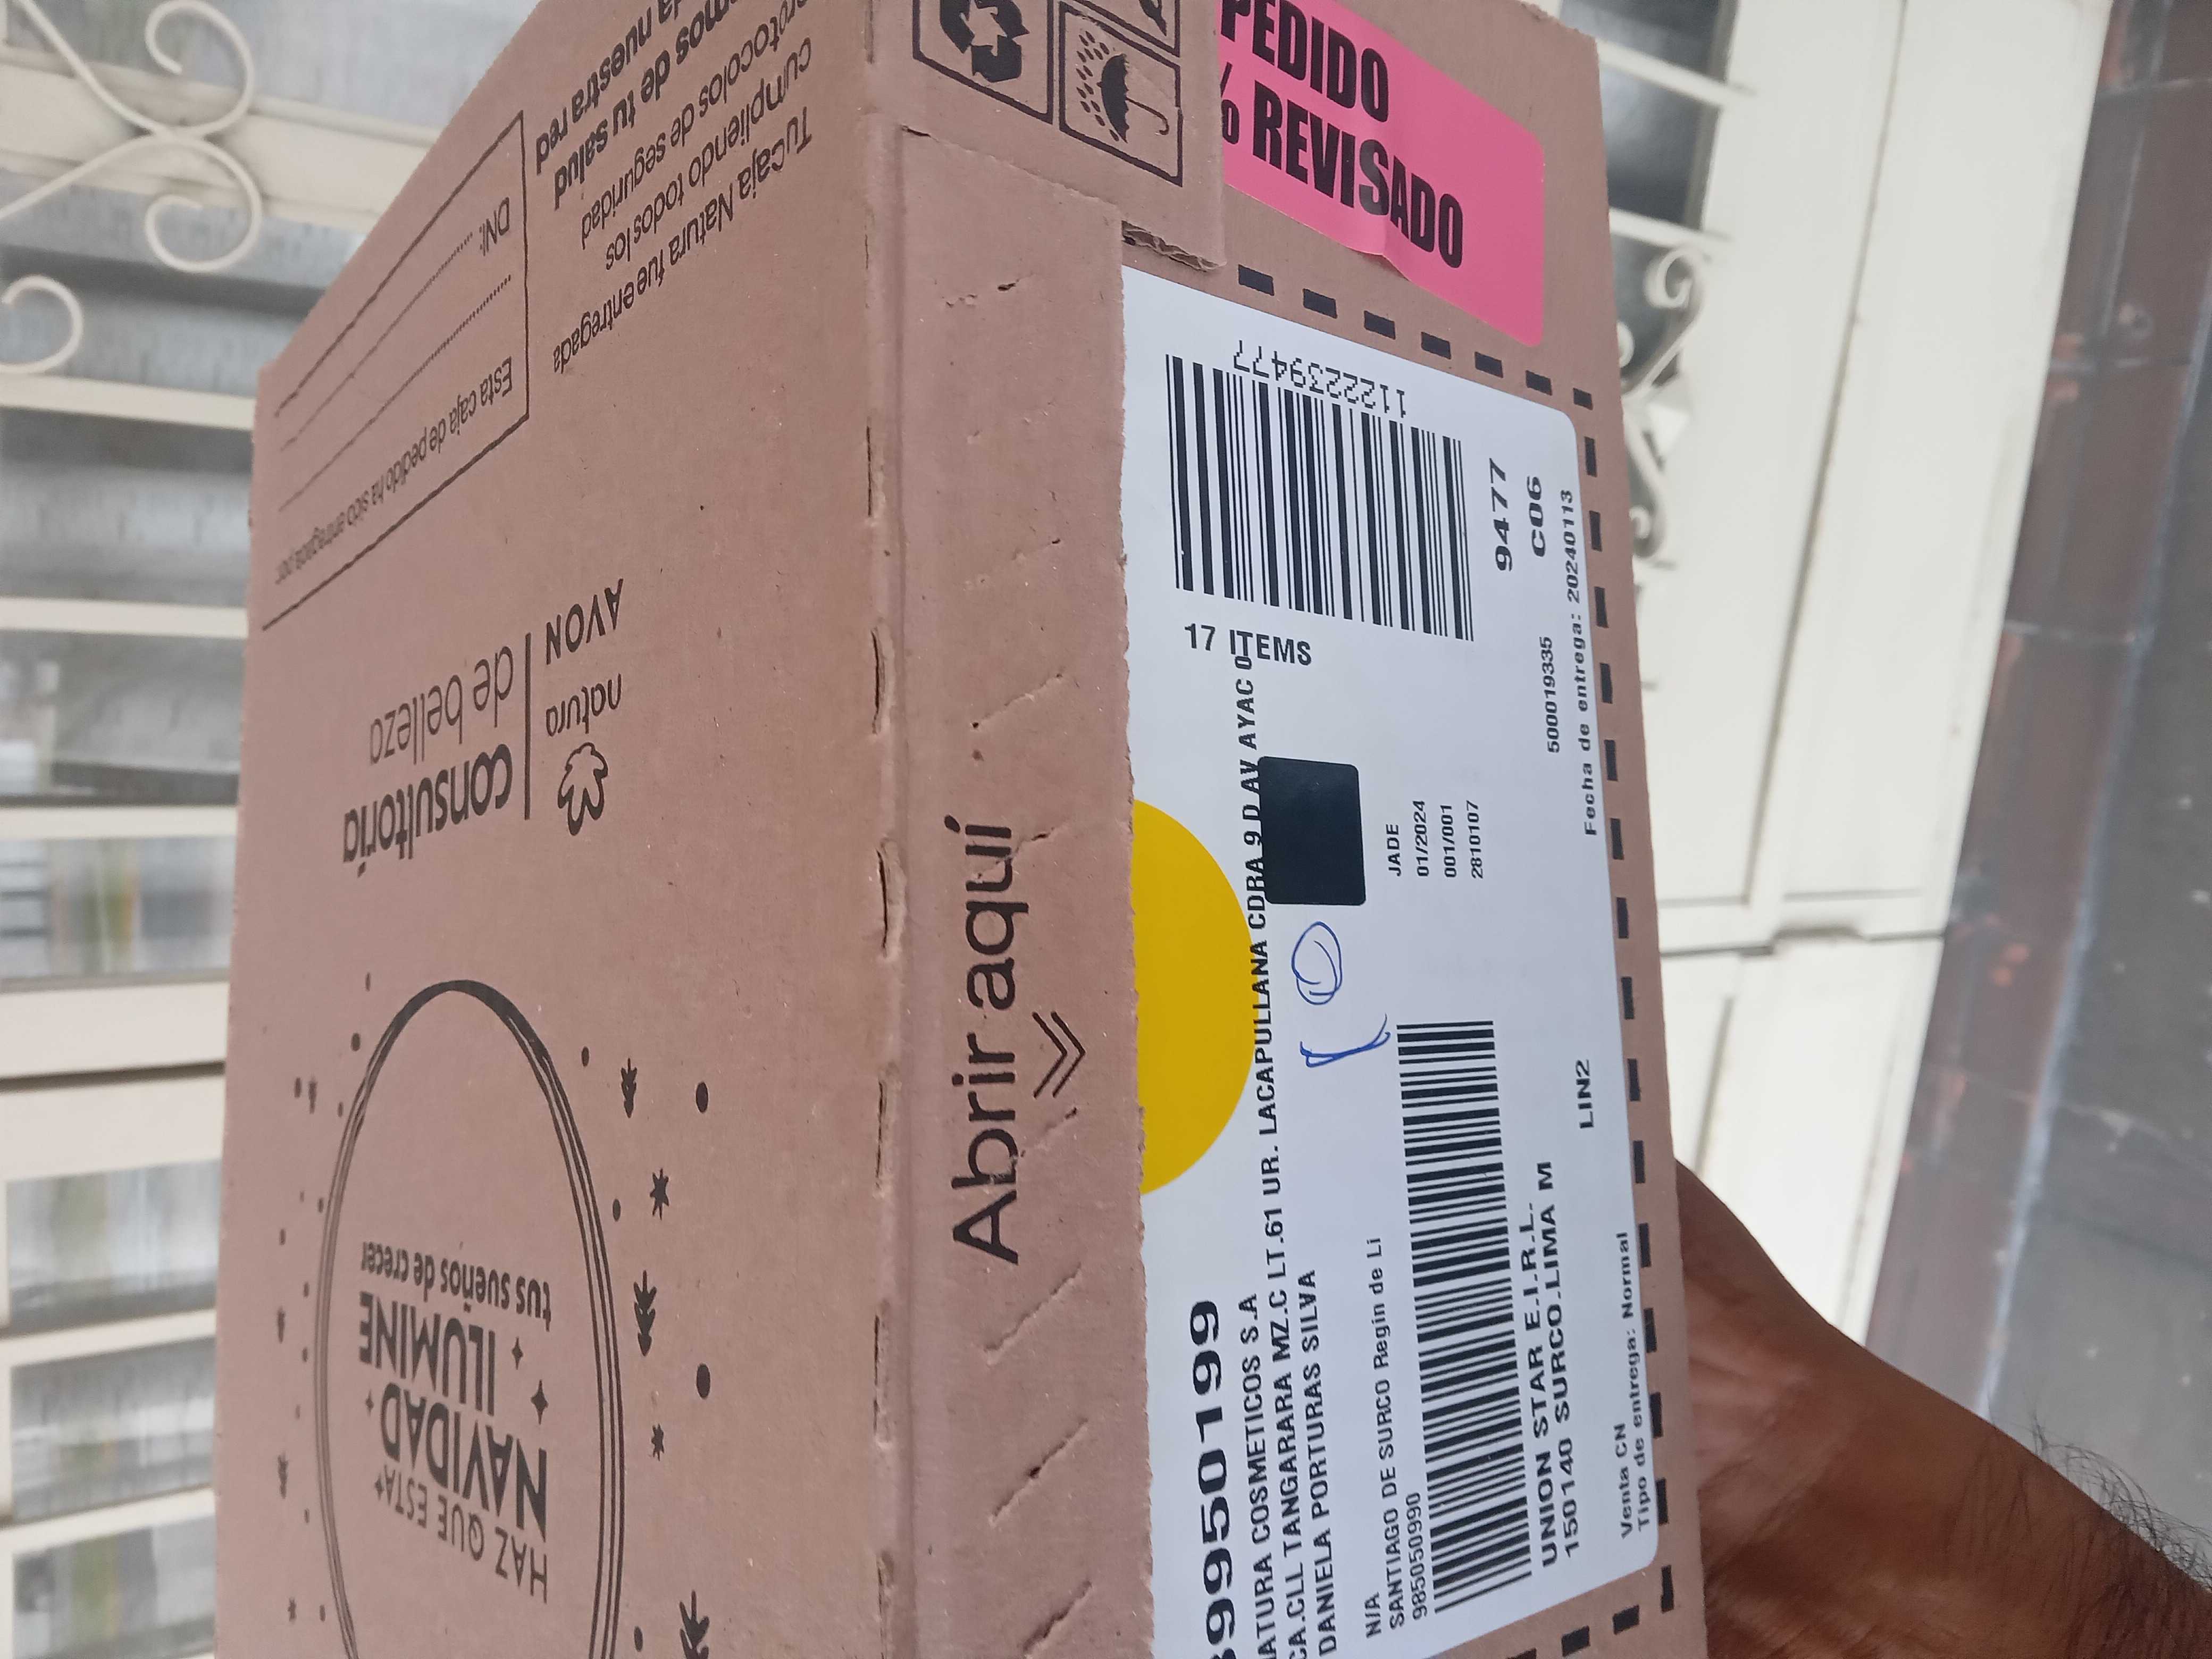 PEDIDO
% REVISADO
Tu Caja Natura fue entregada
cumpliendo todos los
protocolos de seguridad
de tu salud
nuestra red
Esta caja de pedido ha sido entregada por:
DNI:
consultoría
de belleza
natura
AVON
HAZ QUE ESTA
NAVIDAD
ILUMINE
tus sueños de crecer
Abrir aquí
1122239477
17 ITEMS
9477
C06
500019335
Fecha de entrega: 20240113
9950199
NATURA COSMETICOS S.A
CA.CLL TANGARARA MZ.C LT.61 UR. LACAPULLANA CDRA 9 D AV AYAC 0
DANIELA PORTURAS SILVA
JADE
01/2024
001/001
2810107
N/A
SANTIAGO DE SURCO Regin de Li
985050990
UNION STAR E.I.R.L.
150140 SURCO.LIMA M
LIN2
Venta CN
Tipo de entrega: Normal